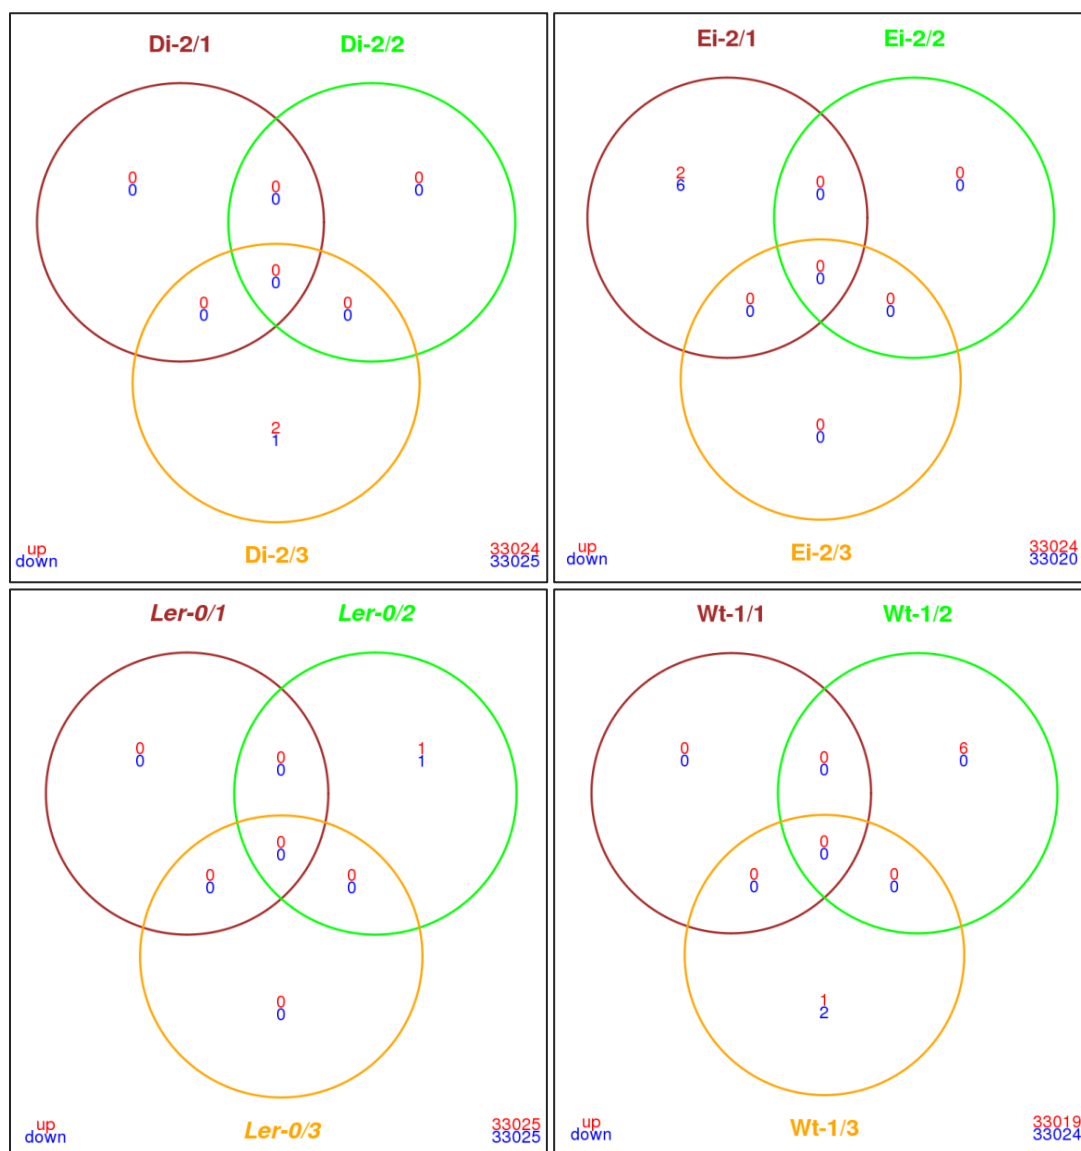 Di-2/1 Di-2/2
0 0
0 0
0
0
0
0
0 0
0 0
2
1
up 33024
down 33025
Di-2/3
Ei-2/1 Ei-2/2
2 0
6 0
0
0
0
0
0 0
0 0
0
0
up 33024
down 33020
Ei-2/3
Ler-0/1 Ler-0/2
0 1
0 1
0
0
0
0
0 0
0 0
0
0
up 33025
down 33025
Ler-0/3
Wt-1/1 Wt-1/2
0 6
0 0
0
0
0
0
0 0
0 0
1
2
up 33019
down 33024
Wt-1/3